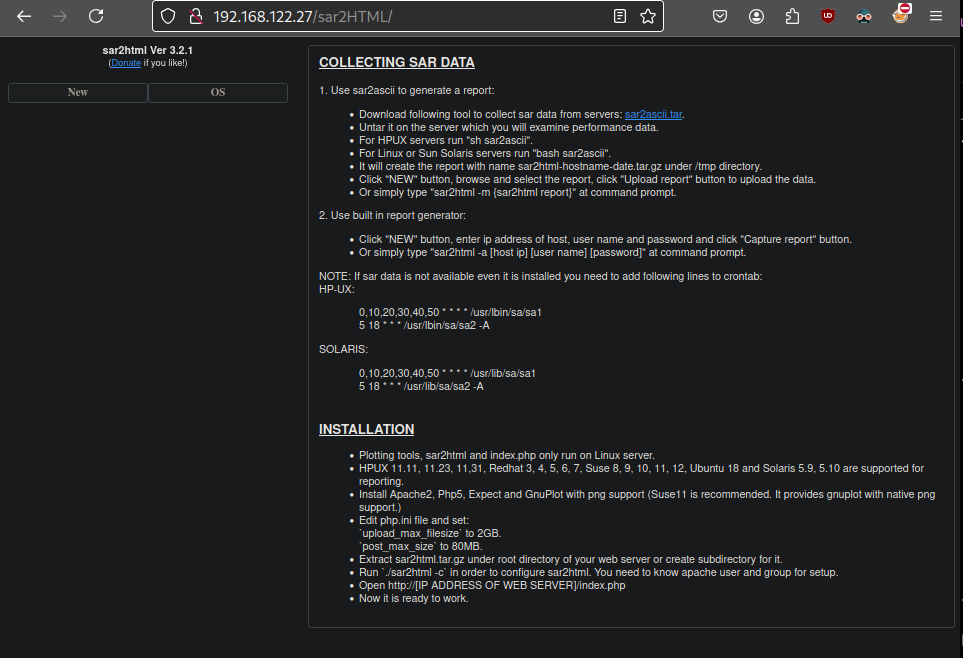 192.168.122.27/sar2HTML/
sar2html Ver 3.2.1
(Donate if you like!)
New
OS
COLLECTING SAR DATA
1. Use sar2ascii to generate a report:
• Download following tool to collect sar data from servers: sar2ascii.tar.
• Untar it on the server which you will examine performance data.
• For HPUX servers run "sh sar2ascii".
• For Linux or Sun Solaris servers run "bash sar2ascii".
• It will create the report with name sar2html-hostname-date.tar.gz under /tmp directory.
• Click "NEW" button, browse and select the report, click "Upload report" button to upload the data.
• Or simply type "sar2html -m {sar2html report}" at command prompt.
2. Use built in report generator:
• Click "NEW" button, enter ip address of host, user name and password and click "Capture report" button.
• Or simply type "sar2html -a [host ip] [user name] [password]" at command prompt.
NOTE: If sar data is not available even it is installed you need to add following lines to crontab:
HP-UX:
0,10,20,30,40,50 * * * * /usr/lbin/sa/sa1
5 18 * * * /usr/lbin/sa/sa2 -A
SOLARIS:
0,10,20,30,40,50 * * * * /usr/lib/sa/sa1
5 18 * * * /usr/lib/sa/sa2 -A
INSTALLATION
• Plotting tools, sar2html and index.php only run on Linux server.
• HPUX 11.11, 11.23, 11,31, Redhat 3, 4, 5, 6, 7, Suse 8, 9, 10, 11, 12, Ubuntu 18 and Solaris 5.9, 5.10 are supported for
reporting.
• Install Apache2, Php5, Expect and GnuPlot with png support (Suse11 is recommended. It provides gnuplot with native png
support.)
• Edit php.ini file and set:
`upload_max_filesize` to 2GB.
`post_max_size` to 80MB.
• Extract sar2html.tar.gz under root directory of your web server or create subdirectory for it.
• Run `./sar2html -c` in order to configure sar2html. You need to know apache user and group for setup.
• Open http://[IP ADDRESS OF WEB SERVER]/index.php
• Now it is ready to work.